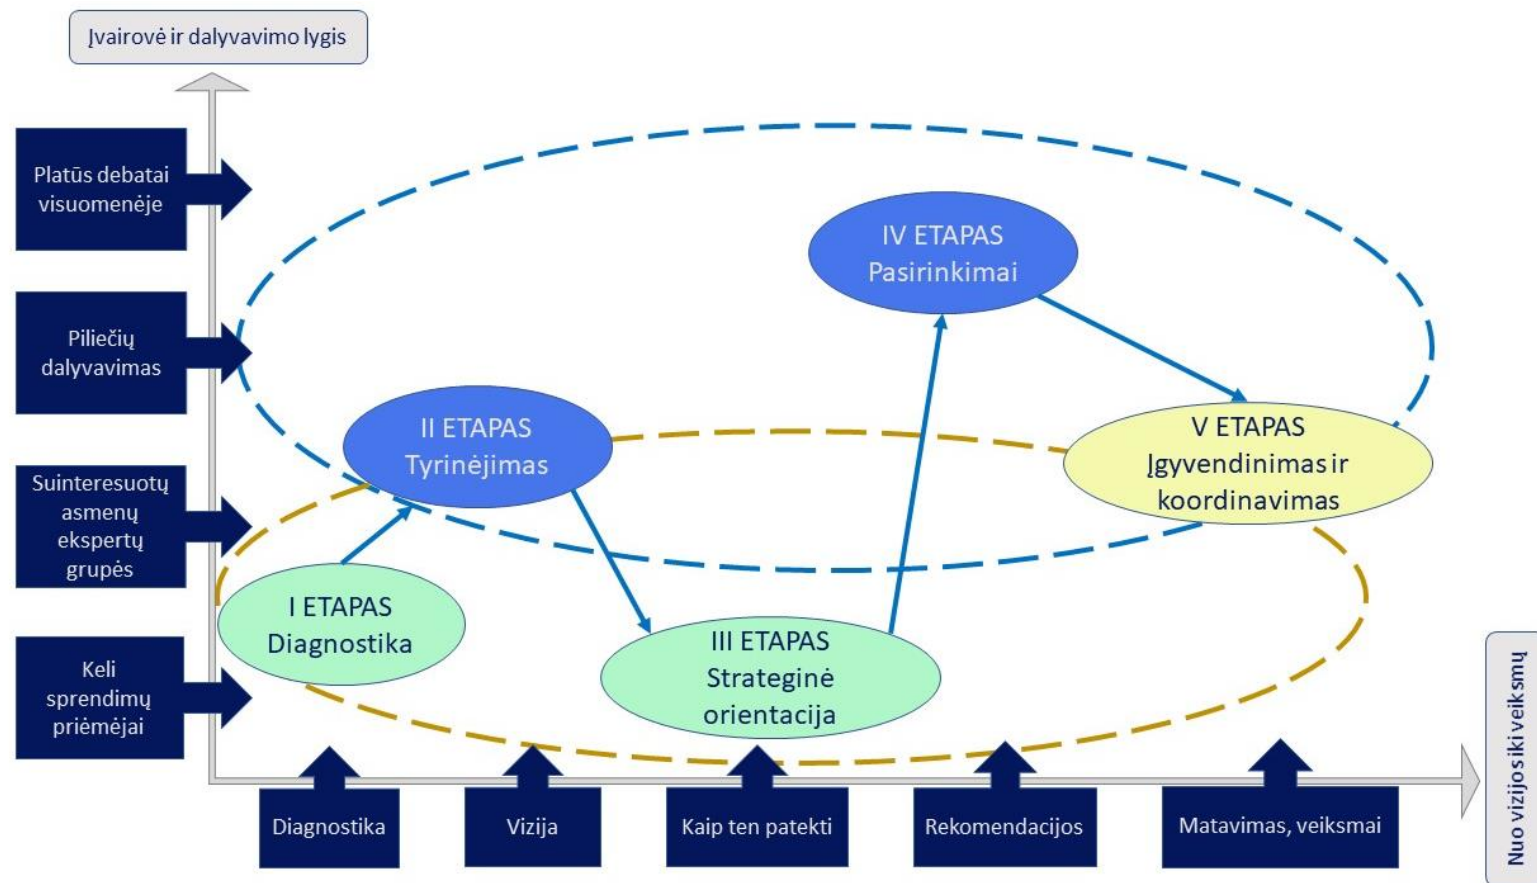 Įvairovė ir dalyvavimo lygis
Platūs debatai
visuomenėje
Piliečių
dalyvavimas
Suinteresuotų
asmenų
ekspertų
grupės
Keli
sprendimų
priėmėjai
I ETAPAS
Diagnostika
II ETAPAS
Tyrinėjimas
III ETAPAS
Strateginė
orientacija
IV ETAPAS
Pasirinkimai
V ETAPAS
Įgyvendinimas ir
koordinavimas
Diagnostika
Vizija
Kaip ten patekti
Rekomendacijos
Matavimas, veiksmai
Nuo vizijos iki veiksmų